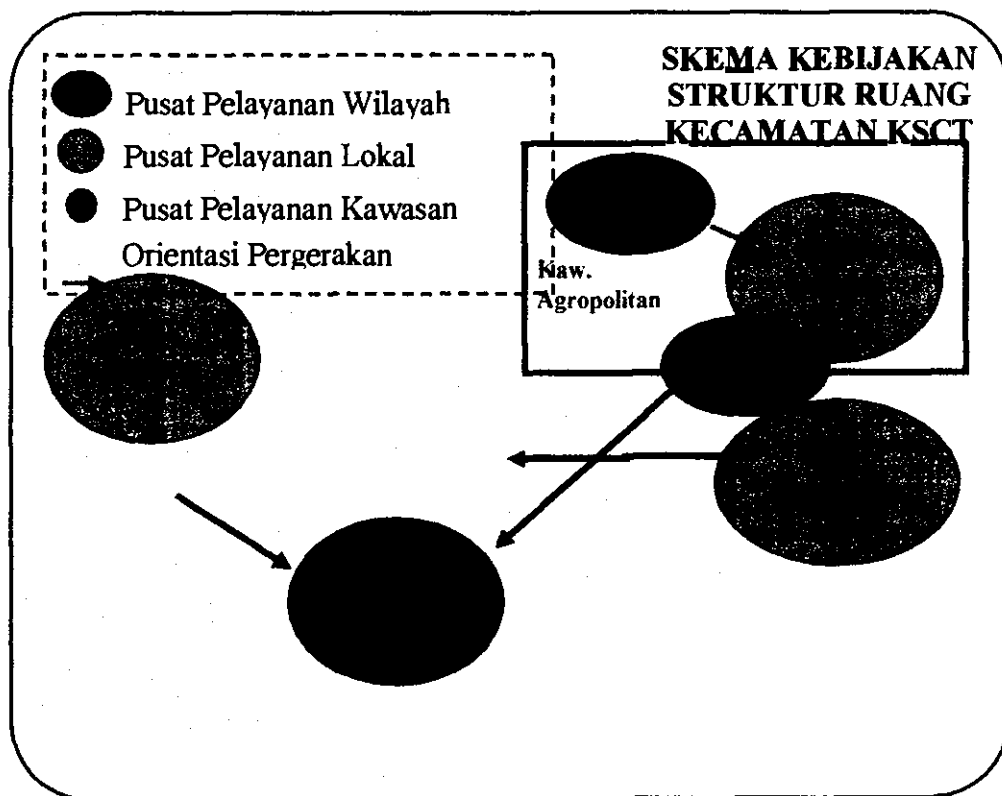 SKEMA KEBIJAKAN
STRUKTUR RUANG
KECAMATAN KSCT
Pusat Pelayanan Wilayah
Pusat Pelayanan Lokal
Pusat Pelayanan Kawasan
Orientasi Pergerakan
Kaw.
Agropolitan